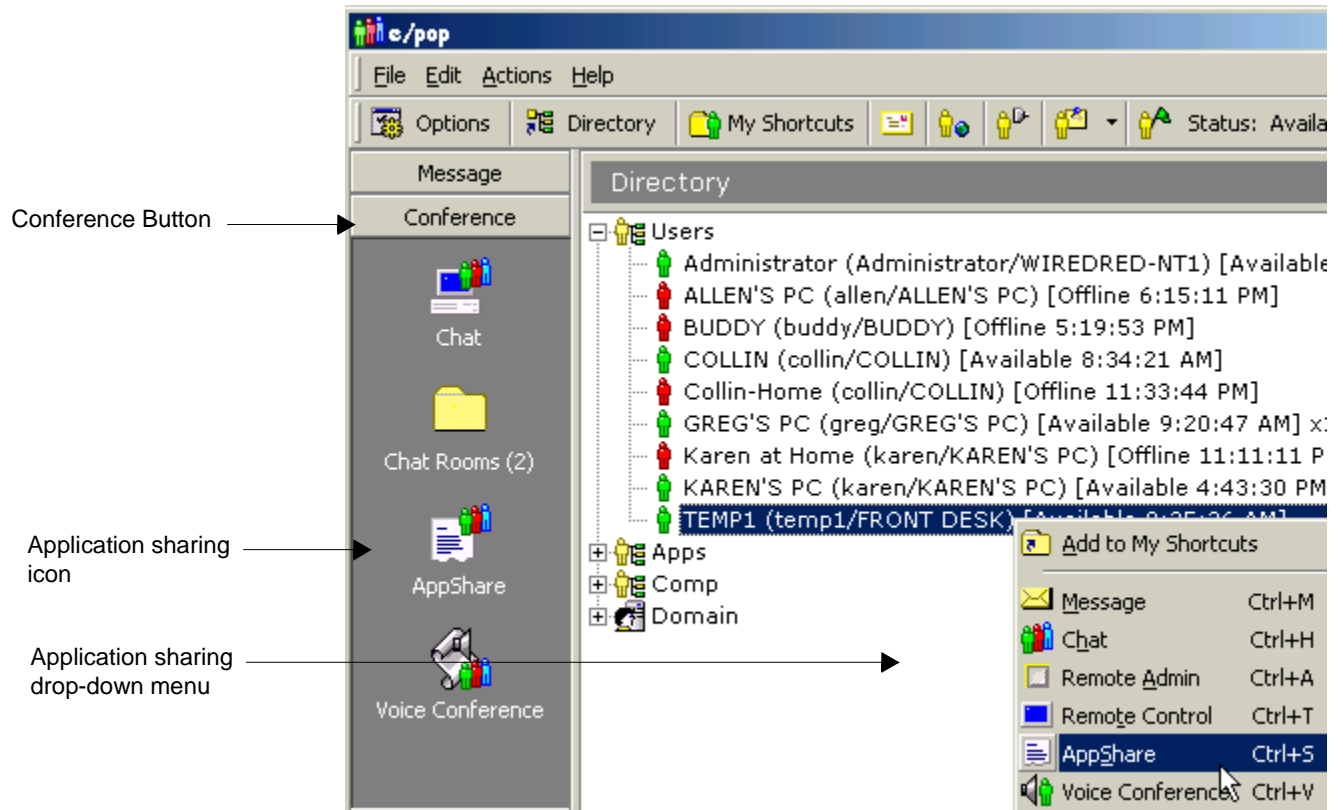 e/pop
File Edit Actions Help
Options Directory My Shortcuts Status: Availa
Message
Conference
Chat
Chat Rooms (2)
AppShare
Voice Conference
Conference Button
Application sharing
icon
Application sharing
drop-down menu
Directory
Users
Administrator (Administrator/WIREDRED-NT1) [Available
ALLEN'S PC (allen/ALLEN'S PC) [Offline 6:15:11 PM]
BUDDY (buddy/BUDDY) [Offline 5:19:53 PM]
COLLIN (collin/COLLIN) [Available 8:34:21 AM]
Collin-Home (collin/COLLIN) [Offline 11:33:44 PM]
GREG'S PC (greg/GREG'S PC) [Available 9:20:47 AM] x1
Karen at Home (karen/KAREN'S PC) [Offline 11:11:11 P
KAREN'S PC (karen/KAREN'S PC) [Available 4:43:30 PM
TEMP1 (temp1/FRONT DESK) [Available
Apps
Comp
Domain
Add to My Shortcuts
Message Ctrl+M
Chat Ctrl+H
Remote Admin Ctrl+A
Remote Control Ctrl+T
AppShare Ctrl+S
Voice Conference Ctrl+V